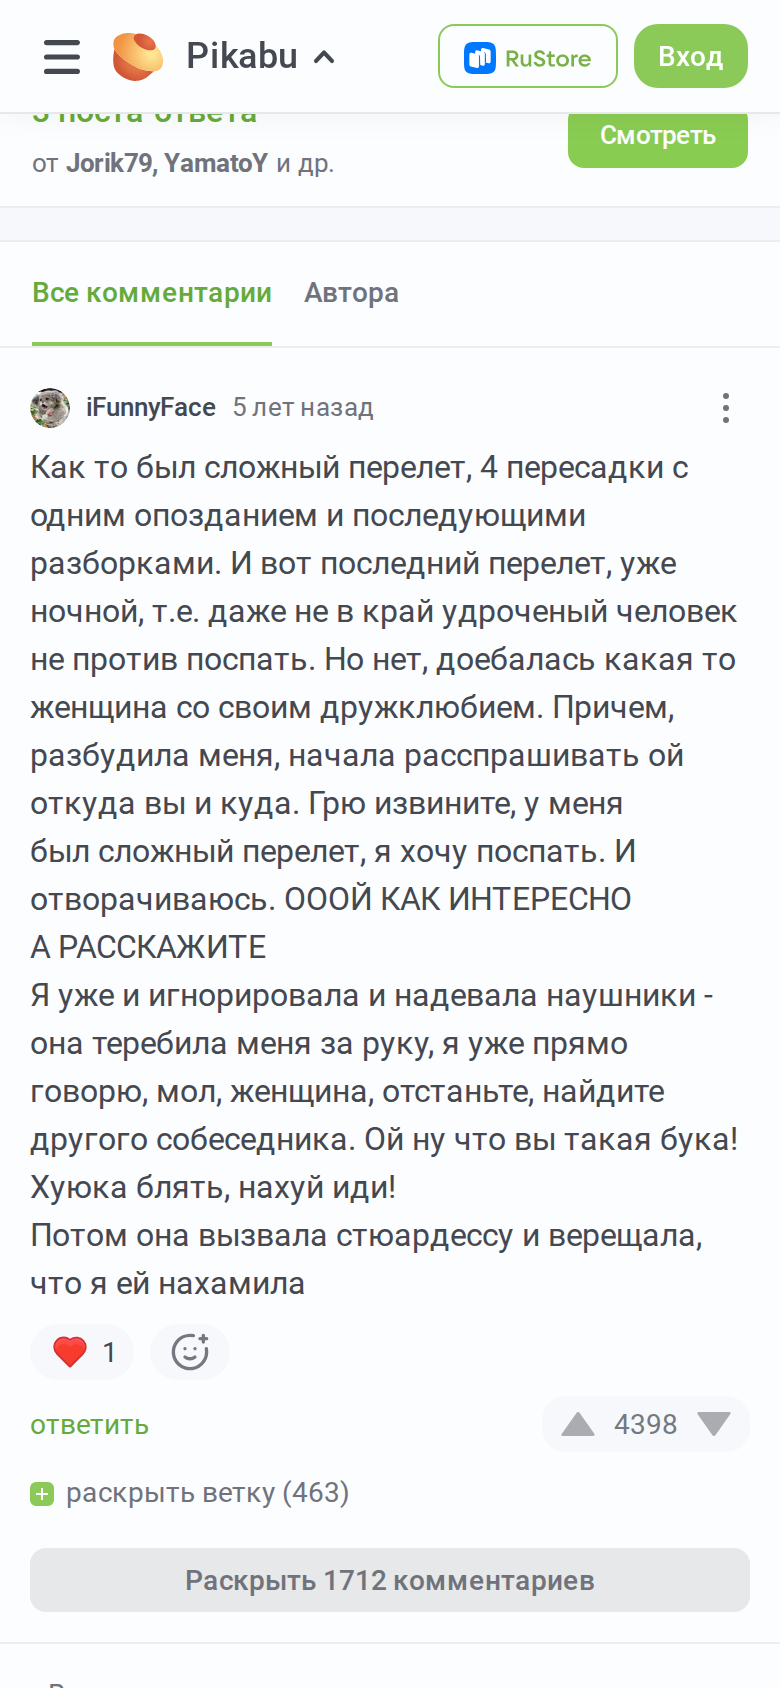 Pikabu
RuStore
Вход
3 поста ответа
от Jorik79, YamatoY и др.
Смотреть
Все комментарии Автора
iFunnyFace 5 лет назад
Как то был сложный перелет, 4 пересадки с
одним опозданием и последующими
разборками. И вот последний перелет, уже
ночной, т.е. даже не в край удроченый человек
не против поспать. Но нет, доебалась какая то
женщина со своим дружклюбием. Причем,
разбудила меня, начала расспрашивать ой
откуда вы и куда. Грю извините, у меня
был сложный перелет, я хочу поспать. И
отворачиваюсь. ОООЙ КАК ИНТЕРЕСНО
А РАССКАЖИТЕ
Я уже и игнорировала и надевала наушники -
она теребила меня за руку, я уже прямо
говорю, мол, женщина, отстаньте, найдите
другого собеседника. Ой ну что вы такая бука!
Хуюка блять, нахуй иди!
Потом она вызвала стюардессу и верещала,
что я ей нахамила
1
ответить
4398
раскрыть ветку (463)
Раскрыть 1712 комментариев